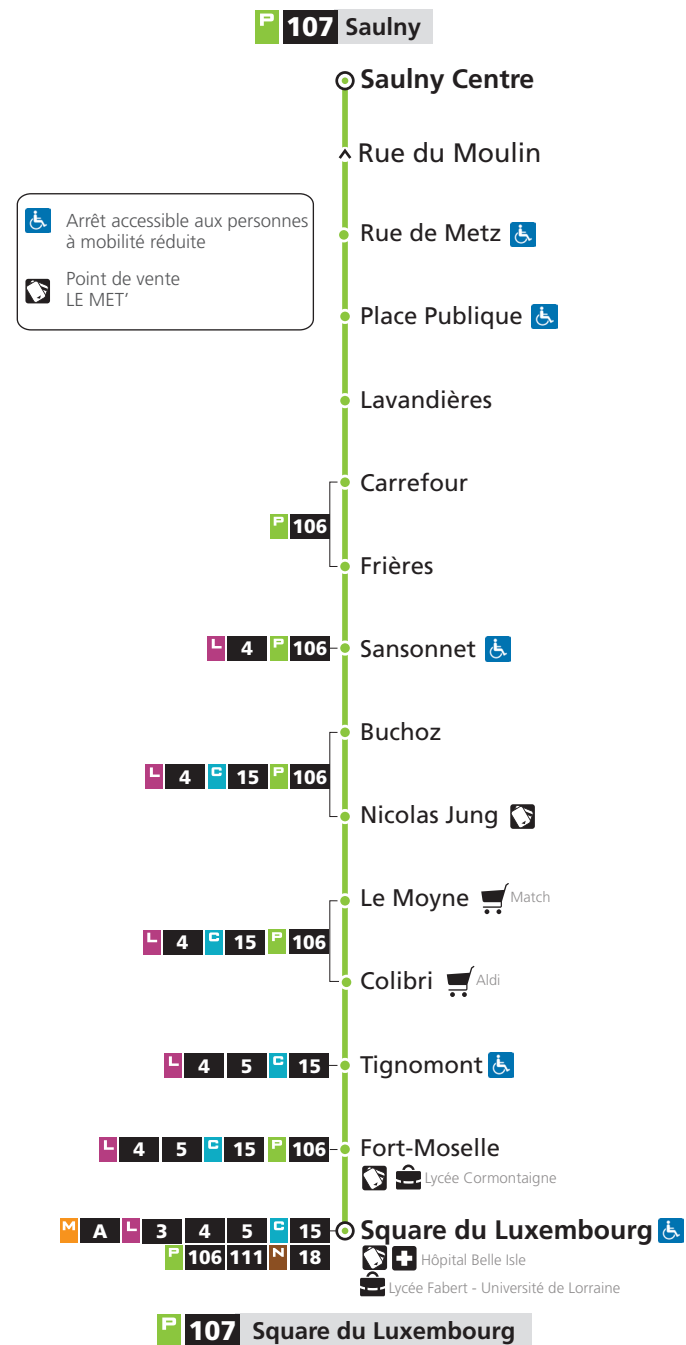 P 107 Saulny
Saulny Centre
Rue du Moulin
Arrêt accessible aux personnes
à mobilité réduite
Point de vente
LE MET'
Rue de Metz
Place Publique
Lavandières
Carrefour
P 106
Frières
L 4 P 106 Sansonnet
Buchoz
L 4 C 15 P 106
Nicolas Jung
Le Moyne Match
L 4 C 15 P 106
Colibri Aldi
L 4 5 C 15 Tignomont
L 4 5 C 15 P 106 Fort-Moselle
Lycée Cormontaigne
M A L 3 4 5 C 15 Square du Luxembourg
P 106 111 N 18 Hôpital Belle Isle
Lycée Fabert - Université de Lorraine
P 107 Square du Luxembourg